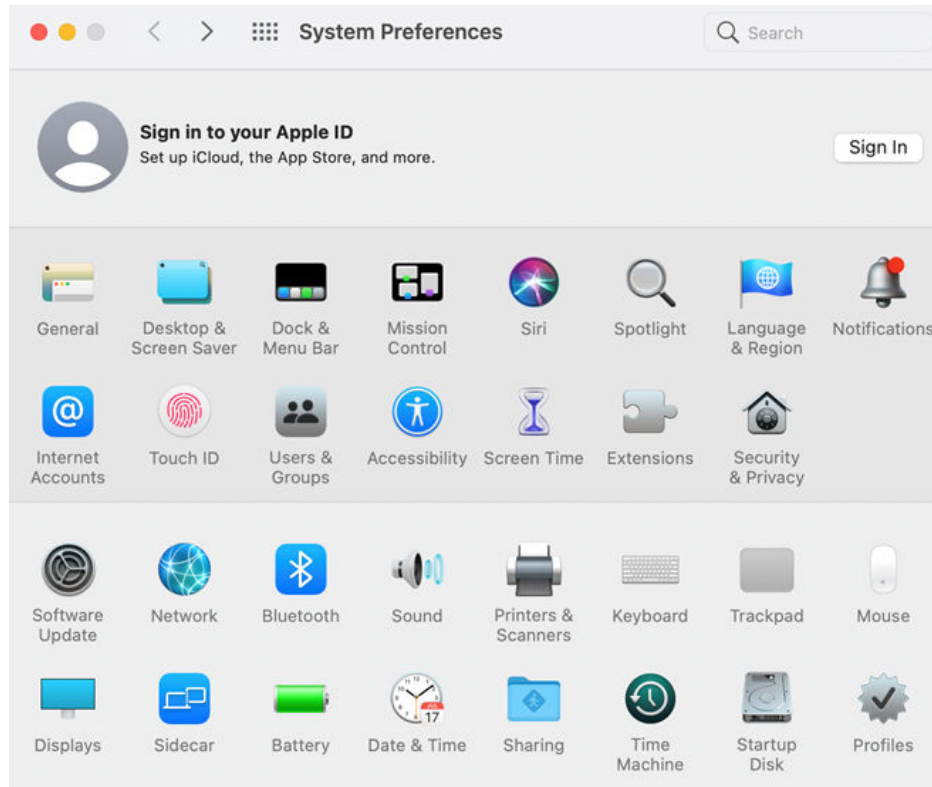 System Preferences
Search
Sign in to your Apple ID
Set up iCloud, the App Store, and more.
Sign In
General
Desktop &
Screen Saver
Dock &
Menu Bar
Mission
Control
Siri
Spotlight
Language
& Region
Notifications
@
Internet
Accounts
Touch ID
Users &
Groups
Accessibility
Screen Time
Extensions
Security
& Privacy
Software
Update
Network
Bluetooth
Sound
Printers &
Scanners
Keyboard
Trackpad
Mouse
17
Displays
Sidecar
Battery
Date & Time
Sharing
Time
Machine
Startup
Disk
Profiles